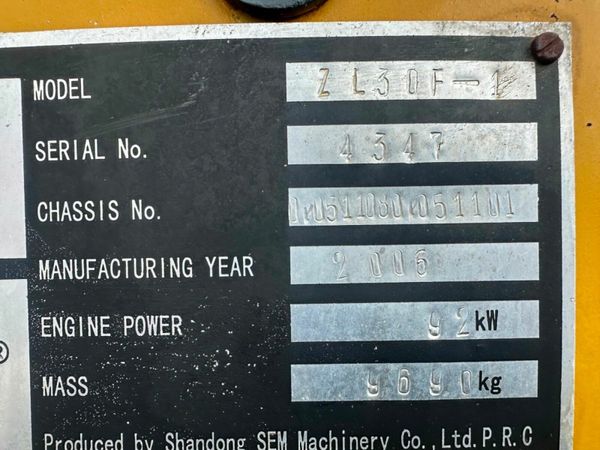 MODEL ZL30F-1
SERIAL No. 4347
CHASSIS No.
MANUFACTURING YEAR 2006
ENGINE POWER 92kW
MASS 9690kg
®
Produced by Shandong SEM Machinery Co.,Ltd.P.R.C